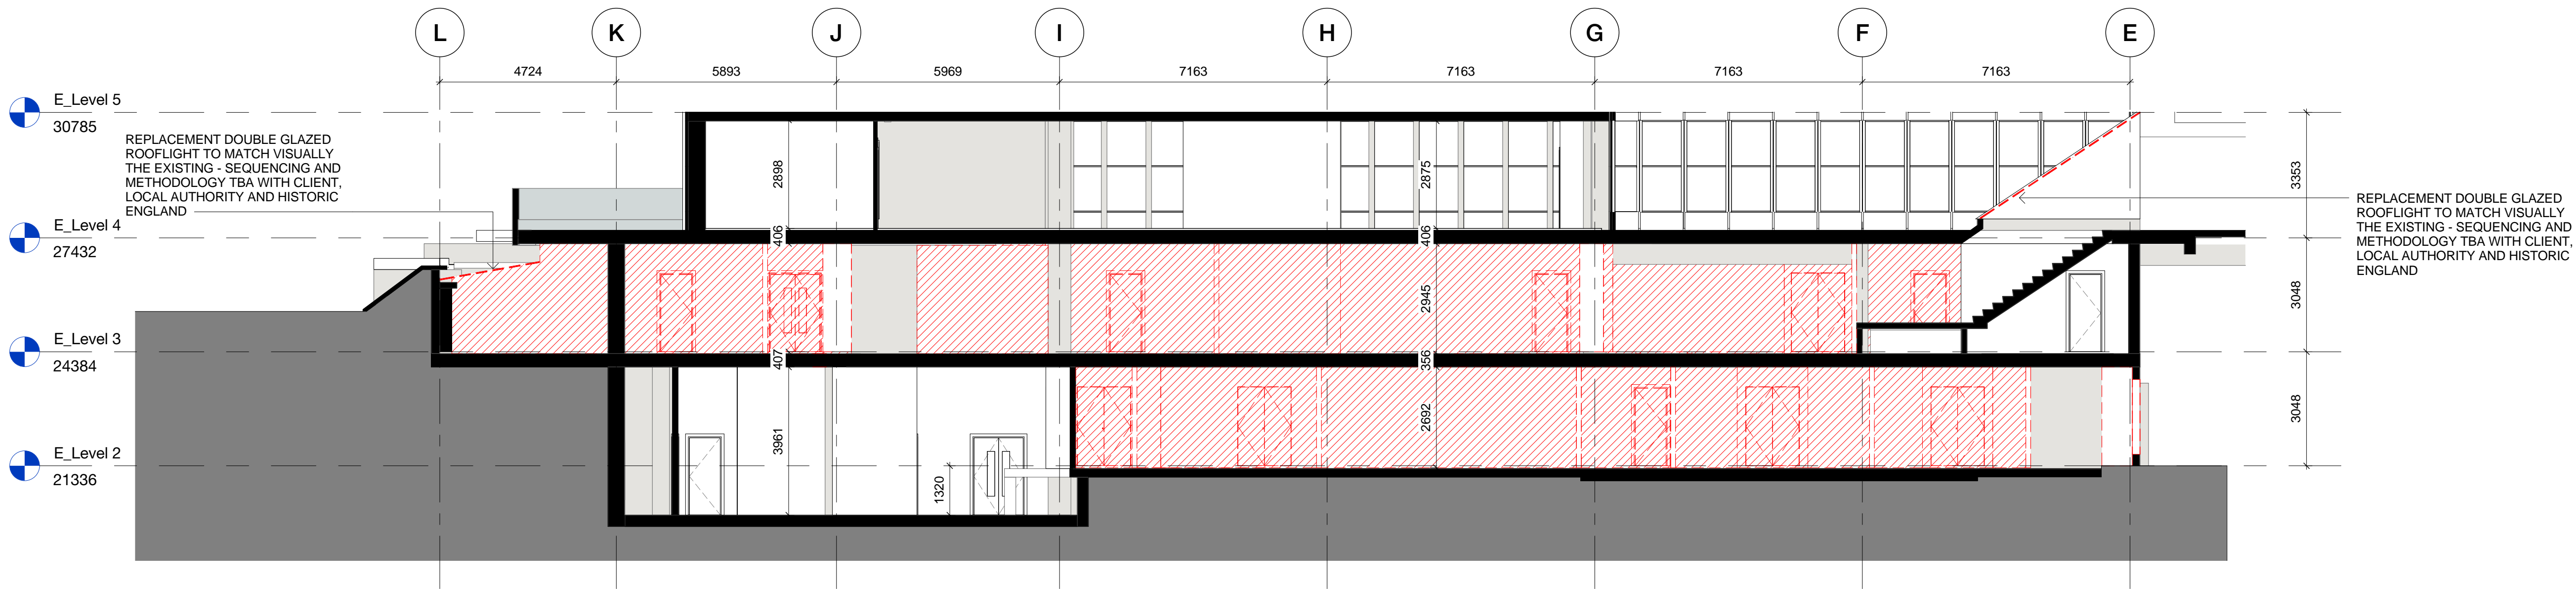 L
K
J
I
H
G
F
E
4724
5893
5969
7163
7163
7163
7163
E_Level 5
30785
REPLACEMENT DOUBLE GLAZED
ROOFLIGHT TO MATCH VISUALLY
THE EXISTING - SEQUENCING AND
METHODOLOGY TBA WITH CLIENT,
LOCAL AUTHORITY AND HISTORIC
ENGLAND
2898
2875
3353
REPLACEMENT DOUBLE GLAZED
ROOFLIGHT TO MATCH VISUALLY
THE EXISTING - SEQUENCING AND
METHODOLOGY TBA WITH CLIENT,
LOCAL AUTHORITY AND HISTORIC
ENGLAND
E_Level 4
27432
406
406
2945
3048
E_Level 3
24384
407
356
3961
2692
3048
E_Level 2
21336
1320